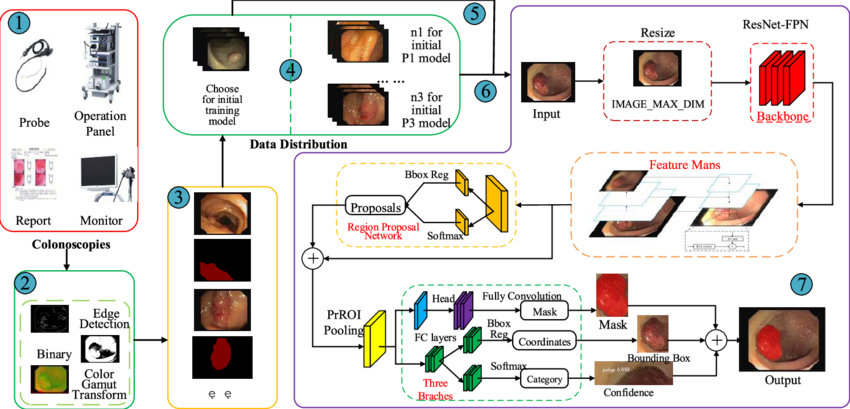 1
Probe
Operation
Panel
Report
Monitor
Colonoscopies
2
Edge
Detection
Binary
Color
Gamut
Transform
3
4
Choose
for initial
training
model
n1 for
initial
P1 model
... ...
n3 for
initial
P3 model
Data Distribution
5
6
7
Input
Resize
IMAGE_MAX_DIM
ResNet-FPN
Backbone
Feature Maps
Bbox Reg
Proposals
Region Proposal
Network
Softmax
PrROI
Pooling
Head
Fully Convolution
Mask
Mask
FC layers
Bbox
Reg
Coordinates
Bounding Box
Three
Braches
Softmax
Category
Confidence
Output